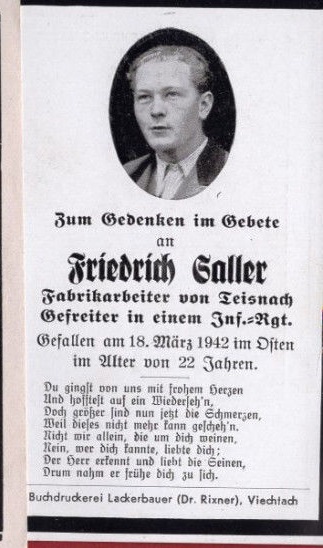 Zum Gedenken im Gebete
an
Friedrich Saller
Fabrikarbeiter von Teisnach
Gefreiter in einem Inf.=Rgt.
Gefallen am 18. März 1942 im Osten
im Alter von 22 Jahren.
Du gingst von uns mit frohem Herzen
Und hofftest auf ein Wiederseh'n,
Doch größer sind nun jetzt die Schmerzen,
Weil dieses nicht mehr kann gescheh'n.
Nicht wir allein, die um dich weinen,
Nein, wer dich kannte, liebte dich;
Der Herr erkennt und liebt die Seinen,
Drum nahm er frühe dich zu sich.
Buchdruckerei Lackerbauer (Dr. Rixner), Viechtach